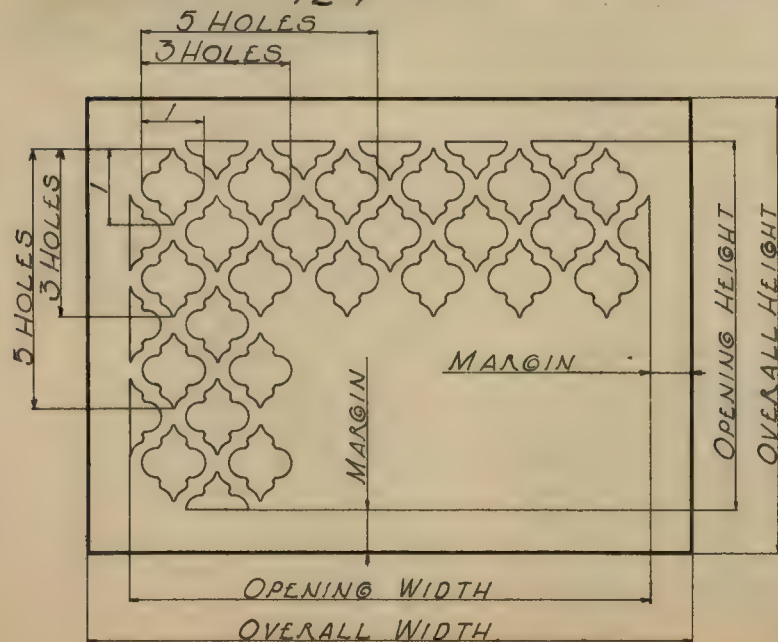 5 HOLES
3 HOLES
1
1
3 HOLES
5 HOLES
MARGIN
MARGIN
OPENING HEIGHT
OVERALL HEIGHT
OPENING WIDTH
OVERALL WIDTH